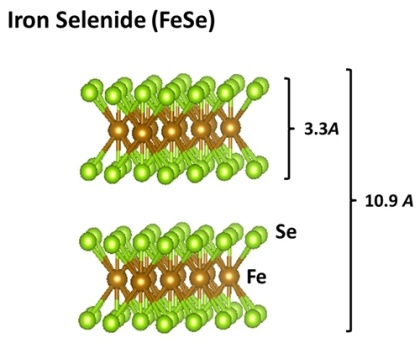 Iron Selenide (FeSe)
3.3A
10.9 A
Se
Fe